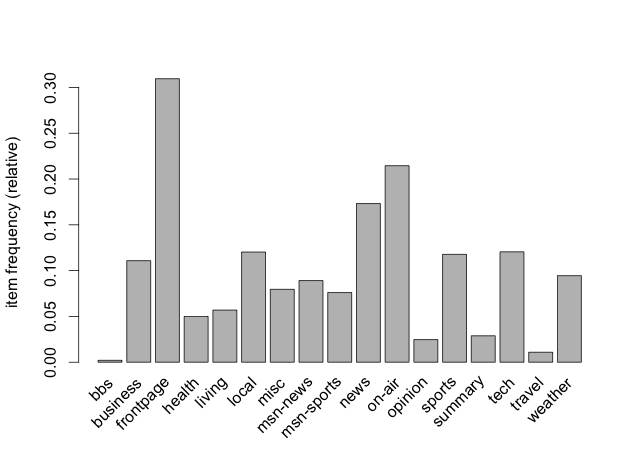 item frequency (relative)
0.30
0.25
0.20
0.15
0.10
0.05
0.00
bbs
business
frontpage
health
living
local
misc
msn-news
msn-sports
news
on-air
opinion
sports
summary
tech
travel
weather